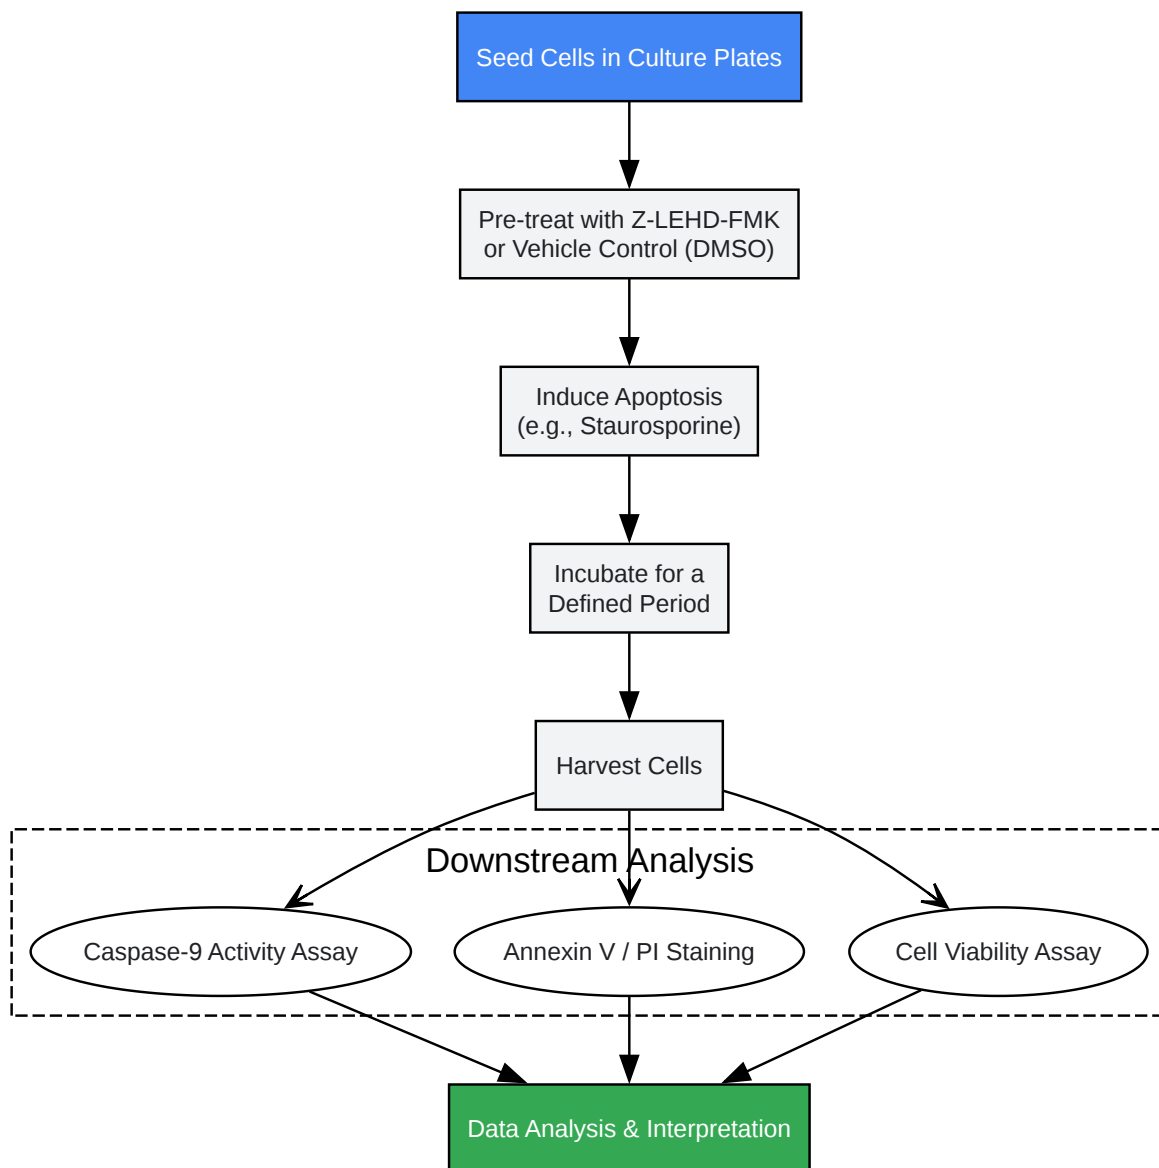 Seed Cells in Culture Plates
Pre-treat with Z-LEHD-FMK
or Vehicle Control (DMSO)
Induce Apoptosis
(e.g., Staurosporine)
Incubate for a
Defined Period
Harvest Cells
Downstream Analysis
Caspase-9 Activity Assay
Annexin V / PI Staining
Cell Viability Assay
Data Analysis & Interpretation